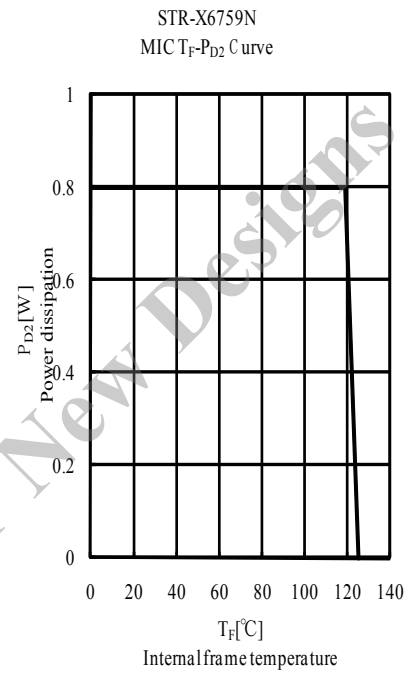 STR-X6759N
MIC TF-PD2 Curve
1
0.8
0.6
0.4
0.2
0
PD2[W]
Power dissipation
0 20 40 60 80 100 120 140
TF[℃]
Internal frame temperature
New Designs